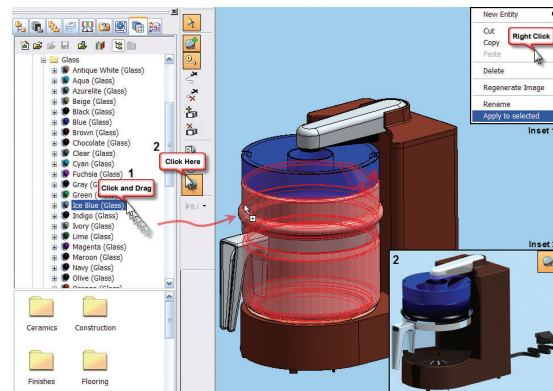 Glass
Antique White (Glass)
Aqua (Glass)
Azurelite (Glass)
Beige (Glass)
Black (Glass)
Blue (Glass)
Brown (Glass)
Chocolate (Glass)
Clear (Glass)
Cyan (Glass)
Fuchsia (Glass)
1
Gray (G
Click and Drag
Green (
Ice Blue (Glass)
Indigo (Glass)
Ivory (Glass)
Lime (Glass)
Magenta (Glass)
Maroon (Glass)
Navy (Glass)
Olive (Glass)
Ceramics
Construction
Finishes
Flooring
2
Click Here
New Entity
Cut
Copy
Right Click
Paste
Delete
Regenerate Image
Rename
Apply to selected
Inset
Inset
2